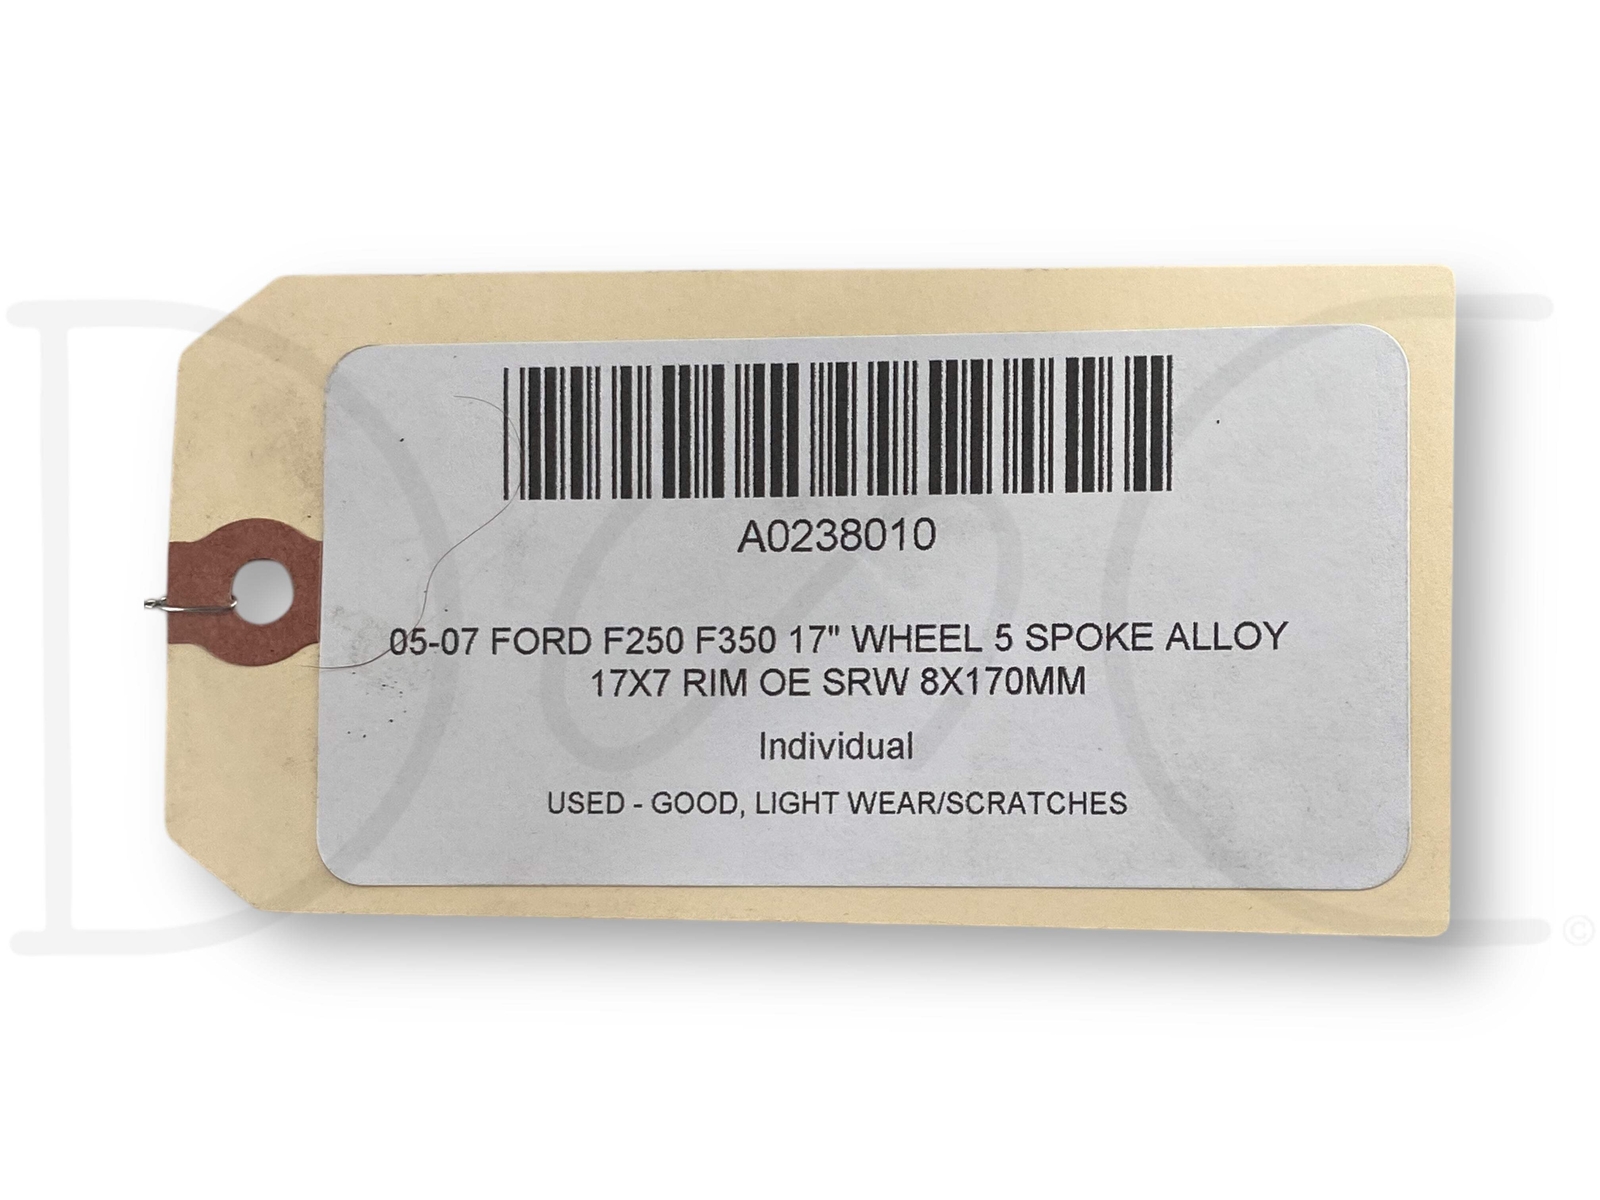 A0238010
05-07 FORD F250 F350 17" WHEEL 5 SPOKE ALLOY
17X7 RIM OE SRW 8X170MM
Individual
USED - GOOD, LIGHT WEAR/SCRATCHES
©